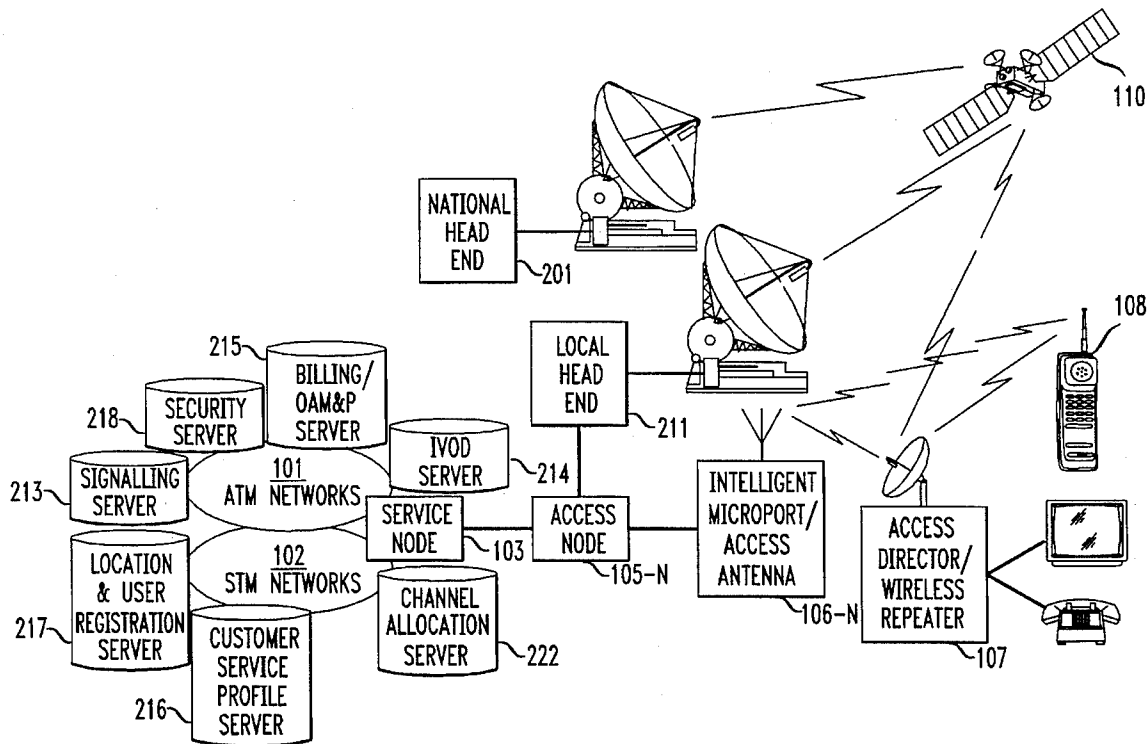 110
NATIONAL
HEAD
END
201
108
215
BILLING/
OAM&P
SERVER
LOCAL
HEAD
END
211
218
SECURITY
SERVER
IVOD
SERVER
214
213
SIGNALLING
SERVER
101
ATM NETWORKS
SERVICE
NODE
103
ACCESS
NODE
105-N
INTELLIGENT
MICROPORT/
ACCESS
ANTENNA
106-N
ACCESS
DIRECTOR/
WIRELESS
REPEATER
107
102
STM NETWORKS
LOCATION
& USER
REGISTRATION
SERVER
217
CHANNEL
ALLOCATION
SERVER
222
CUSTOMER
SERVICE
PROFILE
SERVER
216